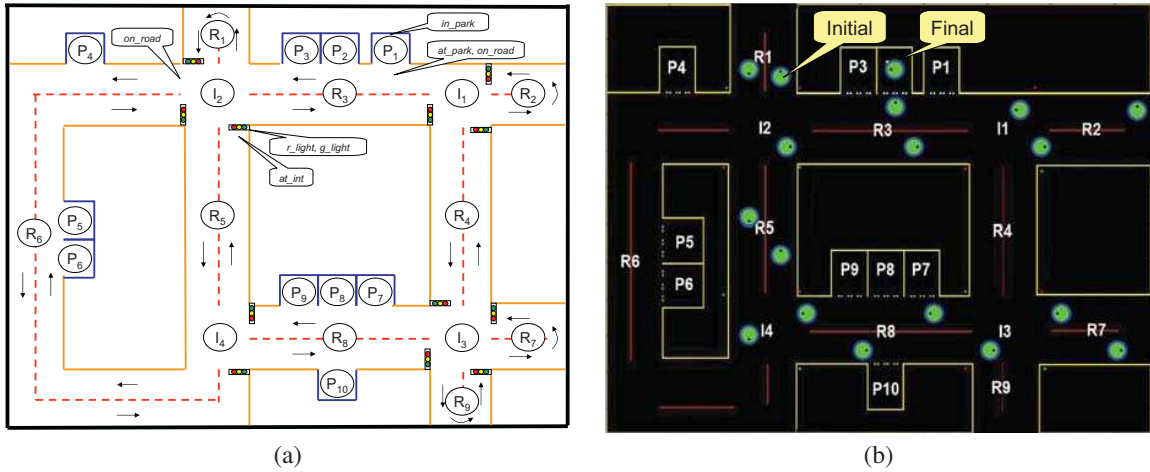 in_park
on_road
at_park, on_road
R1
P4
P3
P2
P1
I2
R3
I1
R2
r_light, g_light
at_int
P5
R6
P6
R5
R4
P9
P8
P7
I4
R8
I3
R7
P10
R9
(a)
Initial
Final
R1
P4
P3
P1
I2
R3
I1
R2
P5
R5
R4
R6
P6
P9
P8
P7
I4
R8
I3
R7
P10
R9
(b)